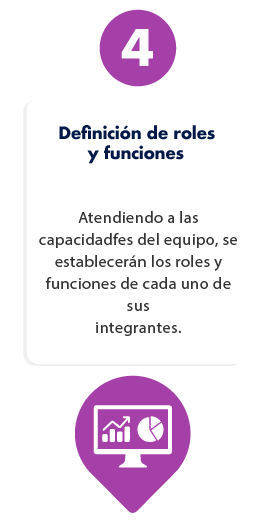 4
Definición de roles
y funciones
Atendiendo a las
capacidadfes del equipo, se
establecerán los roles y
funciones de cada uno de
sus
integrantes.